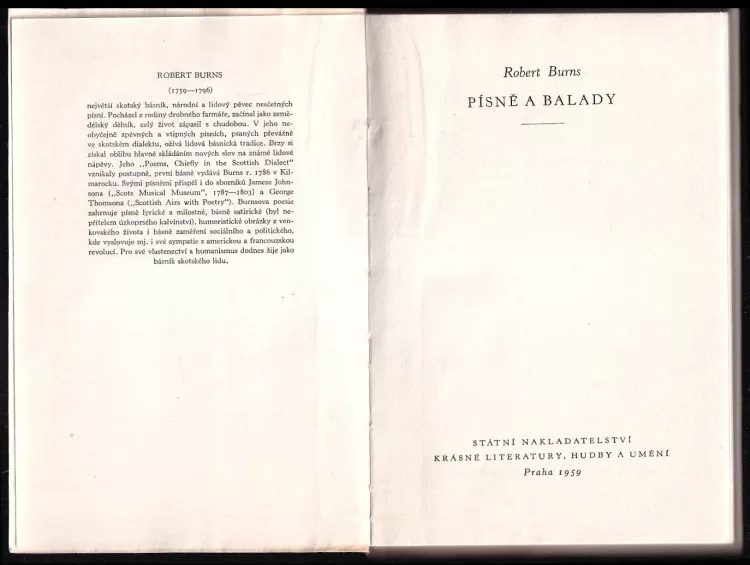 ROBERT BURNS
(1759—1796)
největší skotský básník, národní a lidový pěvec nesčetných
písní. Pocházel z rodiny drobného farmáře, začínal jako země-
dělský dělník, celý život zápasil s chudobou. V jeho ne-
obyčejně zpěvných a vtipných písních, psaných převážně
ve skotském dialektu, ožívá lidová básnická tradice. Brzy si
získal oblibu hlavně skládáním nových slov na známé lidové
nápěvy. Jeho „Poems, Chiefly in the Scottish Dialect"
vznikaly postupně, první básně vydává Burns r. 1786 v Kil-
marocku. Svými písněmi přispěl i do sborníků Jamese John-
sona („Scots Musical Museum", 1787—1803) a George
Thomsona („Scottish Airs with Poetry"). Burnsova poesie
zahrnuje písně lyrické a milostné, básně satirické (byl ne-
přítelem úzkoprsého kalvinství), humoristické obrázky z ven-
kovského života i básně zaměření sociálního a politického,
kde vyslovuje mj. i své sympatie s americkou a francouzskou
revolucí. Pro své vlastenectví a humanismus dodnes žije jako
básník skotského lidu.
Robert Burns
PÍSNĚ A BALADY
STÁTNÍ NAKLADATELSTVÍ
KRÁSNÉ LITERATURY, HUDBY A UMĚNÍ
Praha 1959